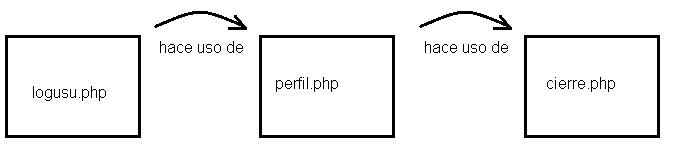 hace uso de
hace uso de
logusu.php
perfil.php
cierre.php